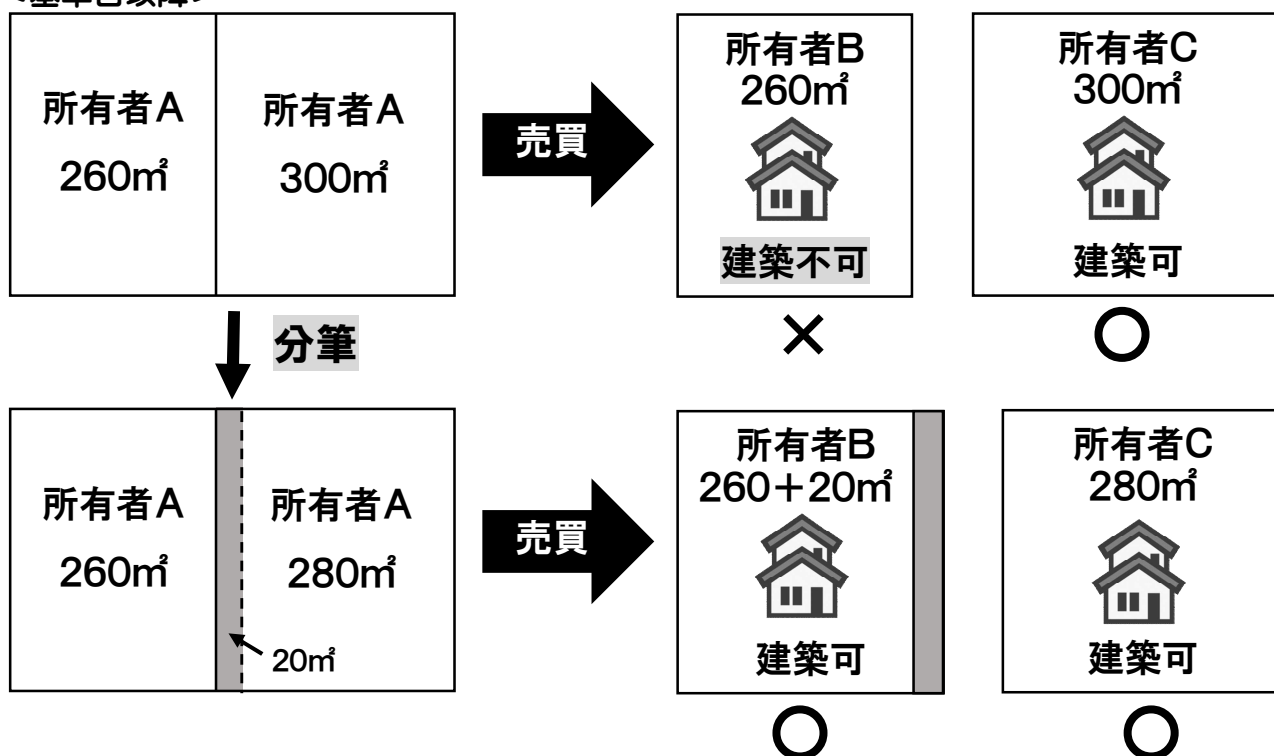 所有者A
260㎡
所有者A
300㎡
売買
所有者B
260㎡
建築不可
×
所有者C
300㎡
建築可
○
分筆
所有者A
260㎡
所有者A
280㎡
20㎡
売買
所有者B
260+20㎡
建築可
○
所有者C
280㎡
建築可
○